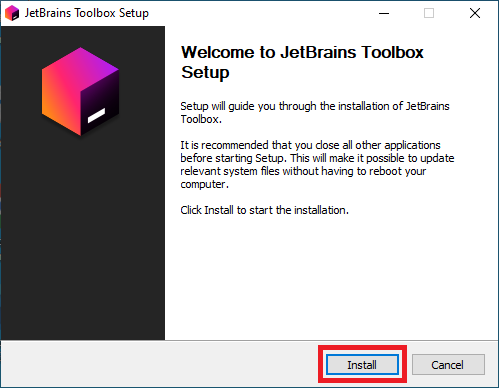 JetBrains Toolbox Setup
Welcome to JetBrains Toolbox
Setup
Setup will guide you through the installation of JetBrains
Toolbox.
It is recommended that you close all other applications
before starting Setup. This will make it possible to update
relevant system files without having to reboot your
computer.
Click Install to start the installation.
Install
Cancel